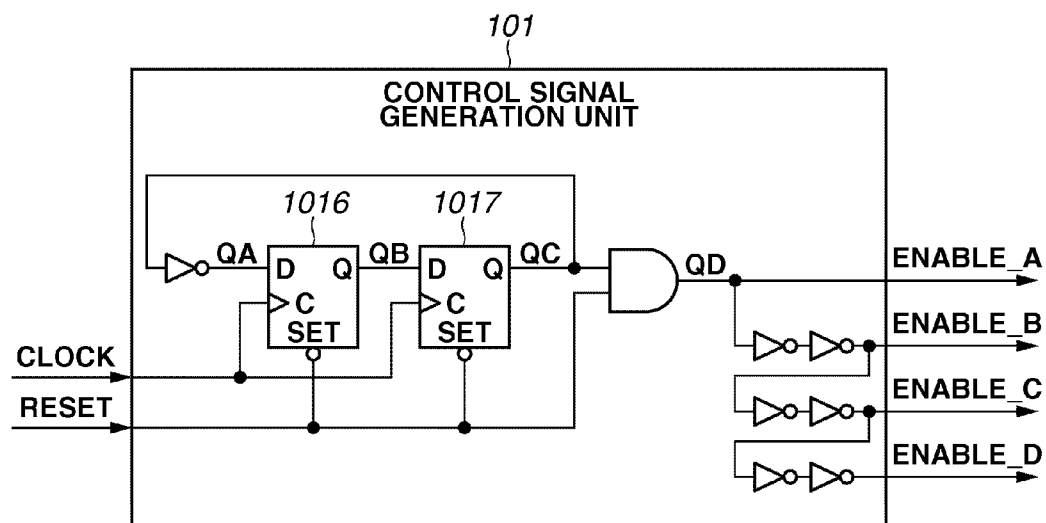 101
CONTROL SIGNAL
GENERATION UNIT
1016
1017
QA
D
Q
QB
D
Q
QC
QD
ENABLE_A
C
C
SET
SET
ENABLE_B
CLOCK
ENABLE_C
RESET
ENABLE_D